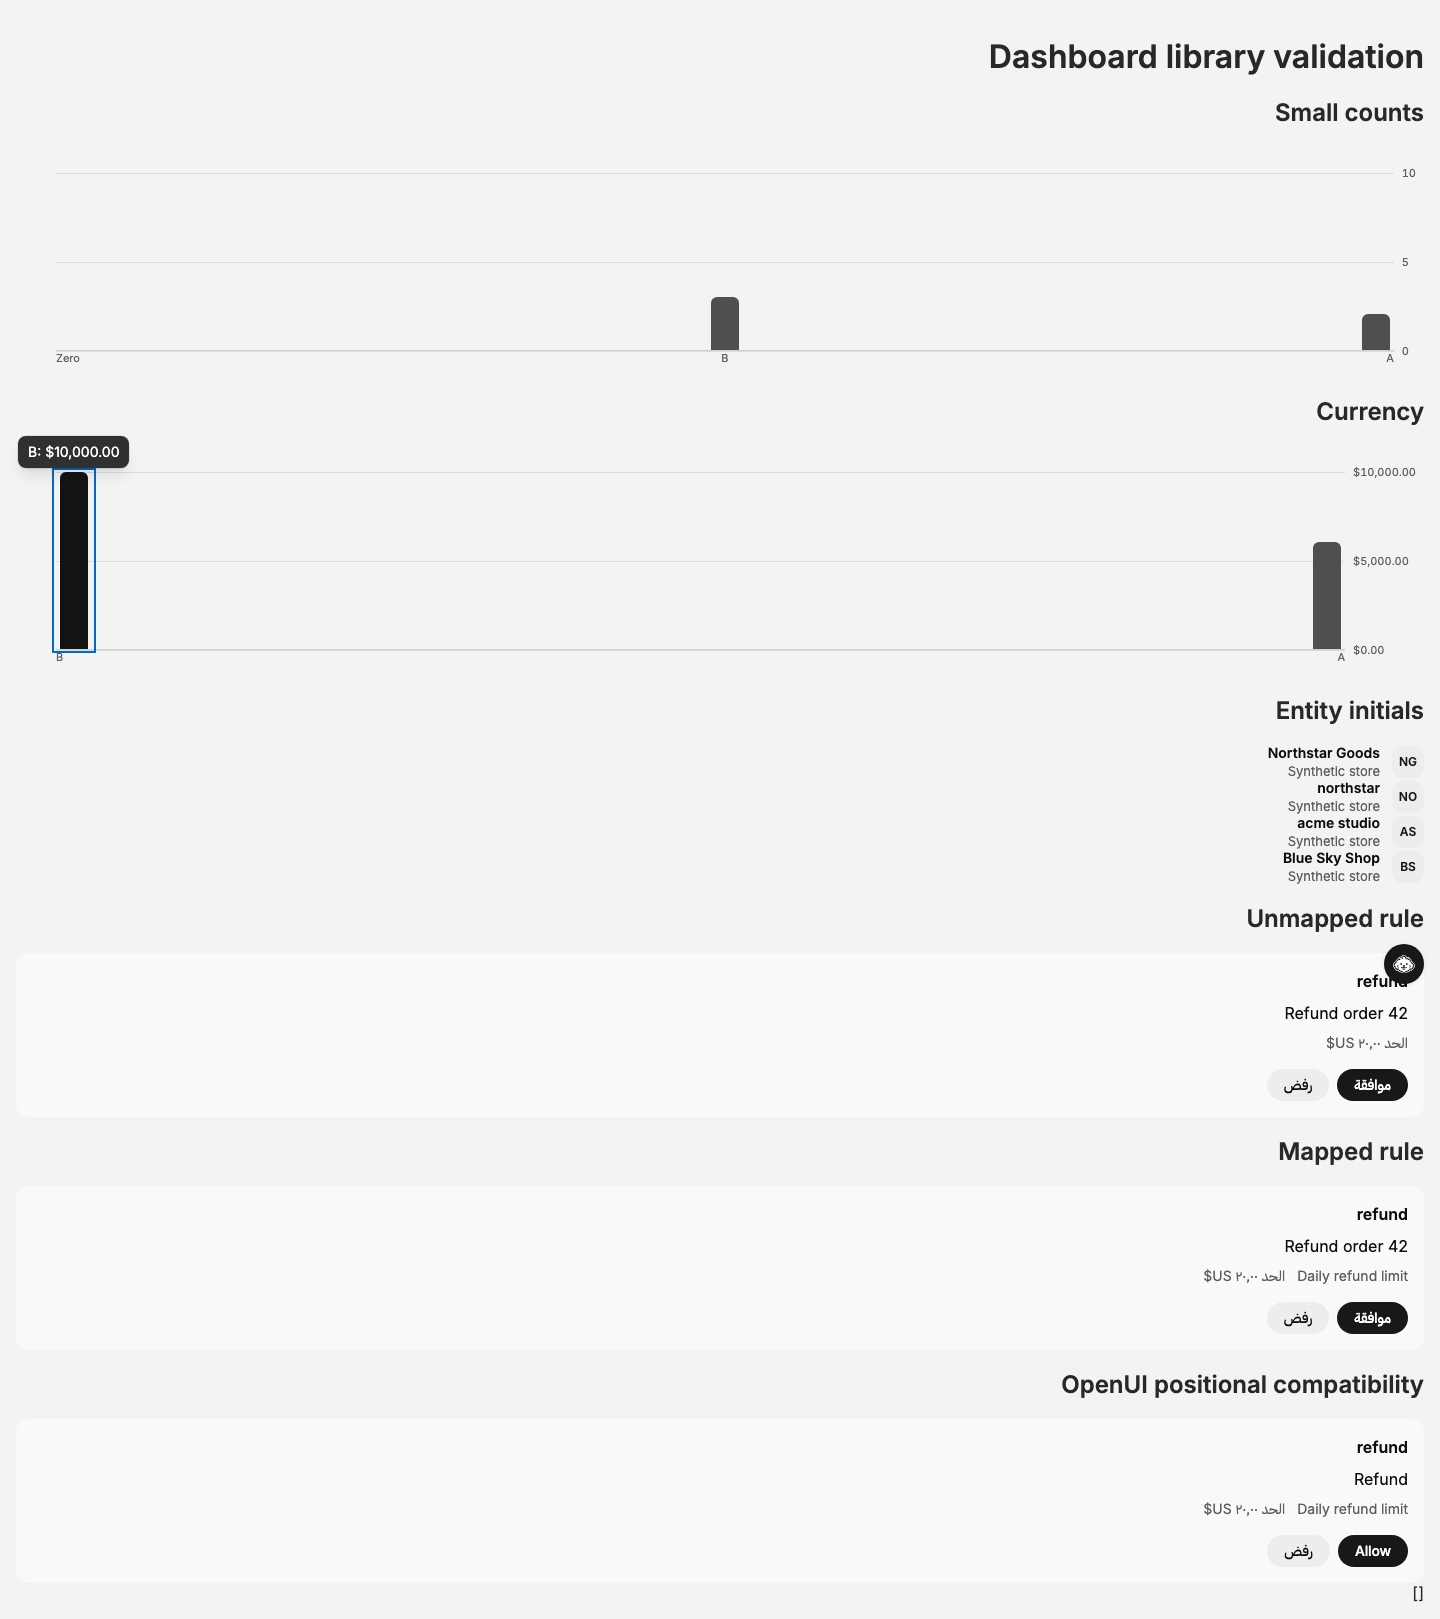 Dashboard library validation
Small counts
10
5
0
A
B
Zero
Currency
B: $10,000.00
$10,000.00
$5,000.00
$0.00
A
B
Entity initials
NG
Northstar Goods
Synthetic store
NO
northstar
Synthetic store
AS
acme studio
Synthetic store
BS
Blue Sky Shop
Synthetic store
Unmapped rule
refund
Refund order 42
الحد ٢٠٫٠٠ US$
موافقة
رفض
Mapped rule
refund
Refund order 42
Daily refund limit الحد ٢٠٫٠٠ US$
موافقة
رفض
OpenUI positional compatibility
refund
Refund
Daily refund limit الحد ٢٠٫٠٠ US$
Allow
رفض
[]